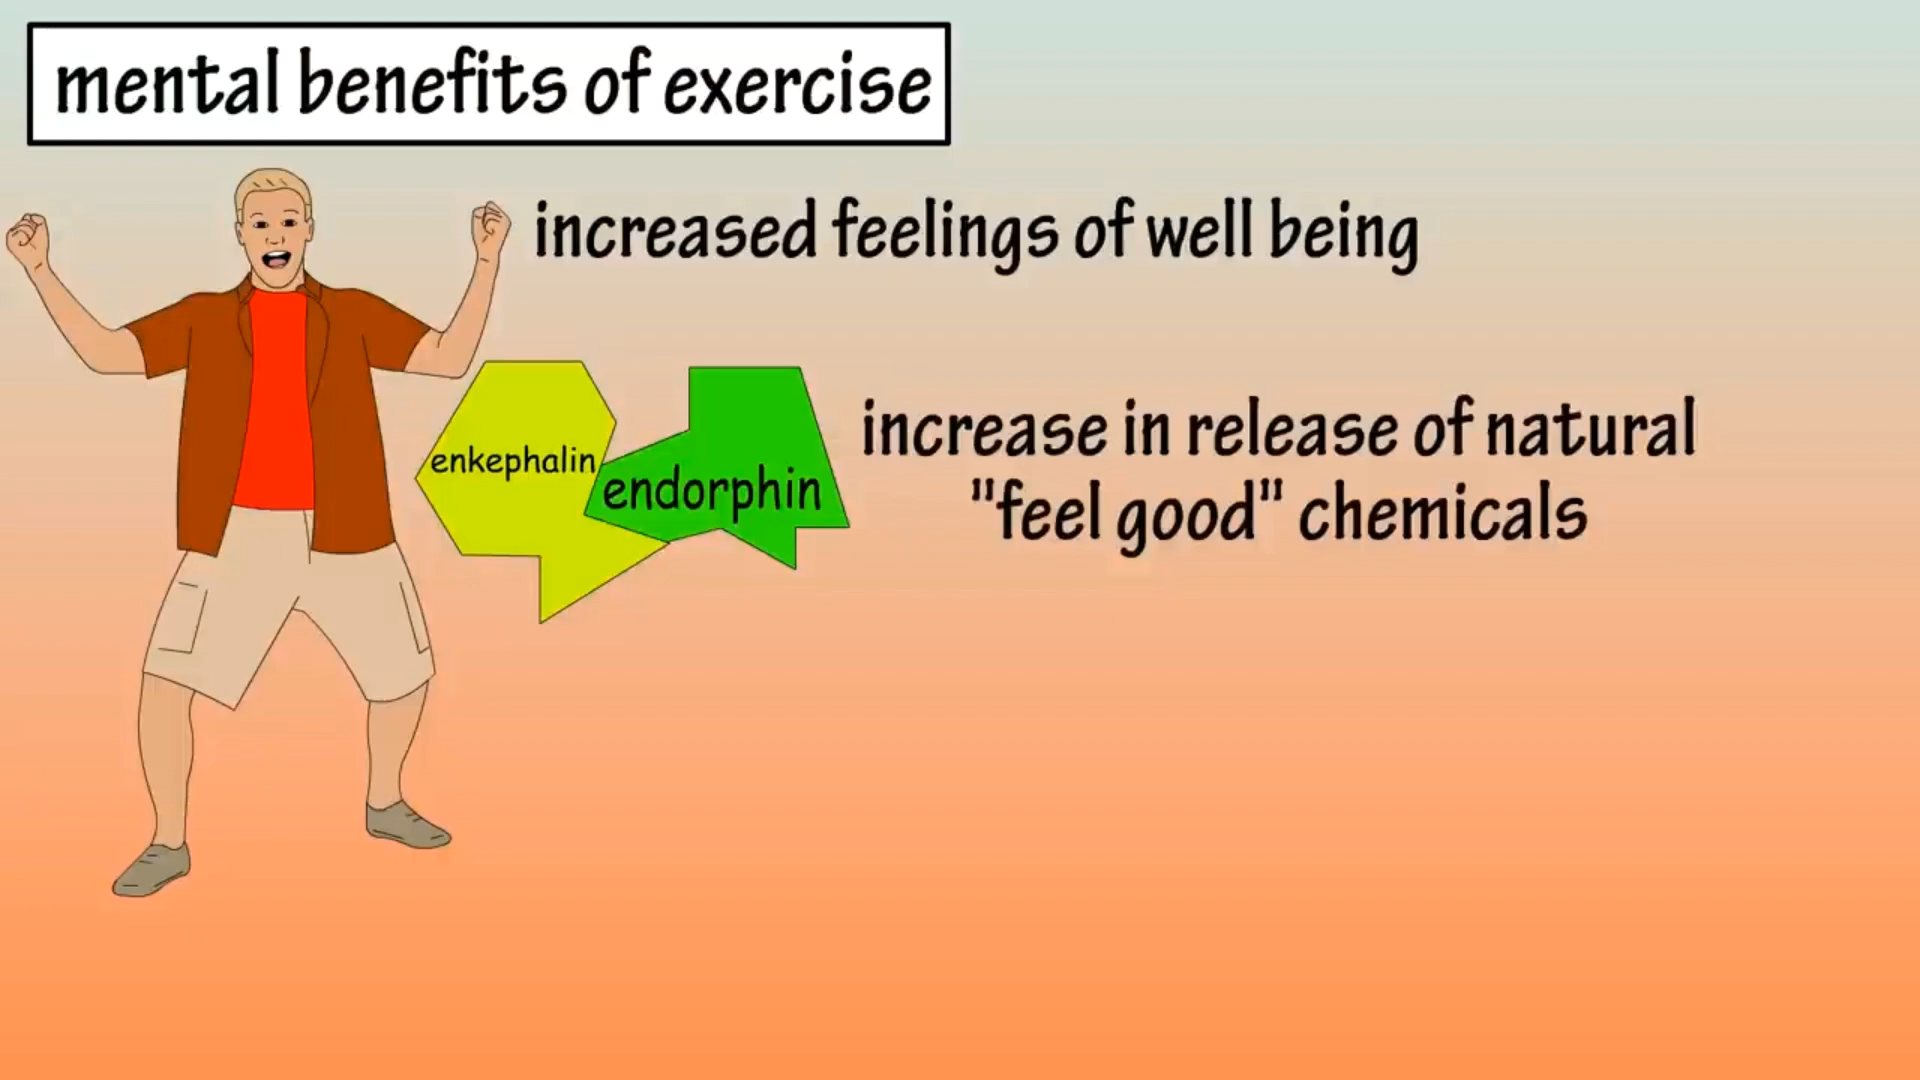 mental benefits of exercise
increased feelings of well being
enkephalin
endorphin
increase in release of natural
"feel good" chemicals